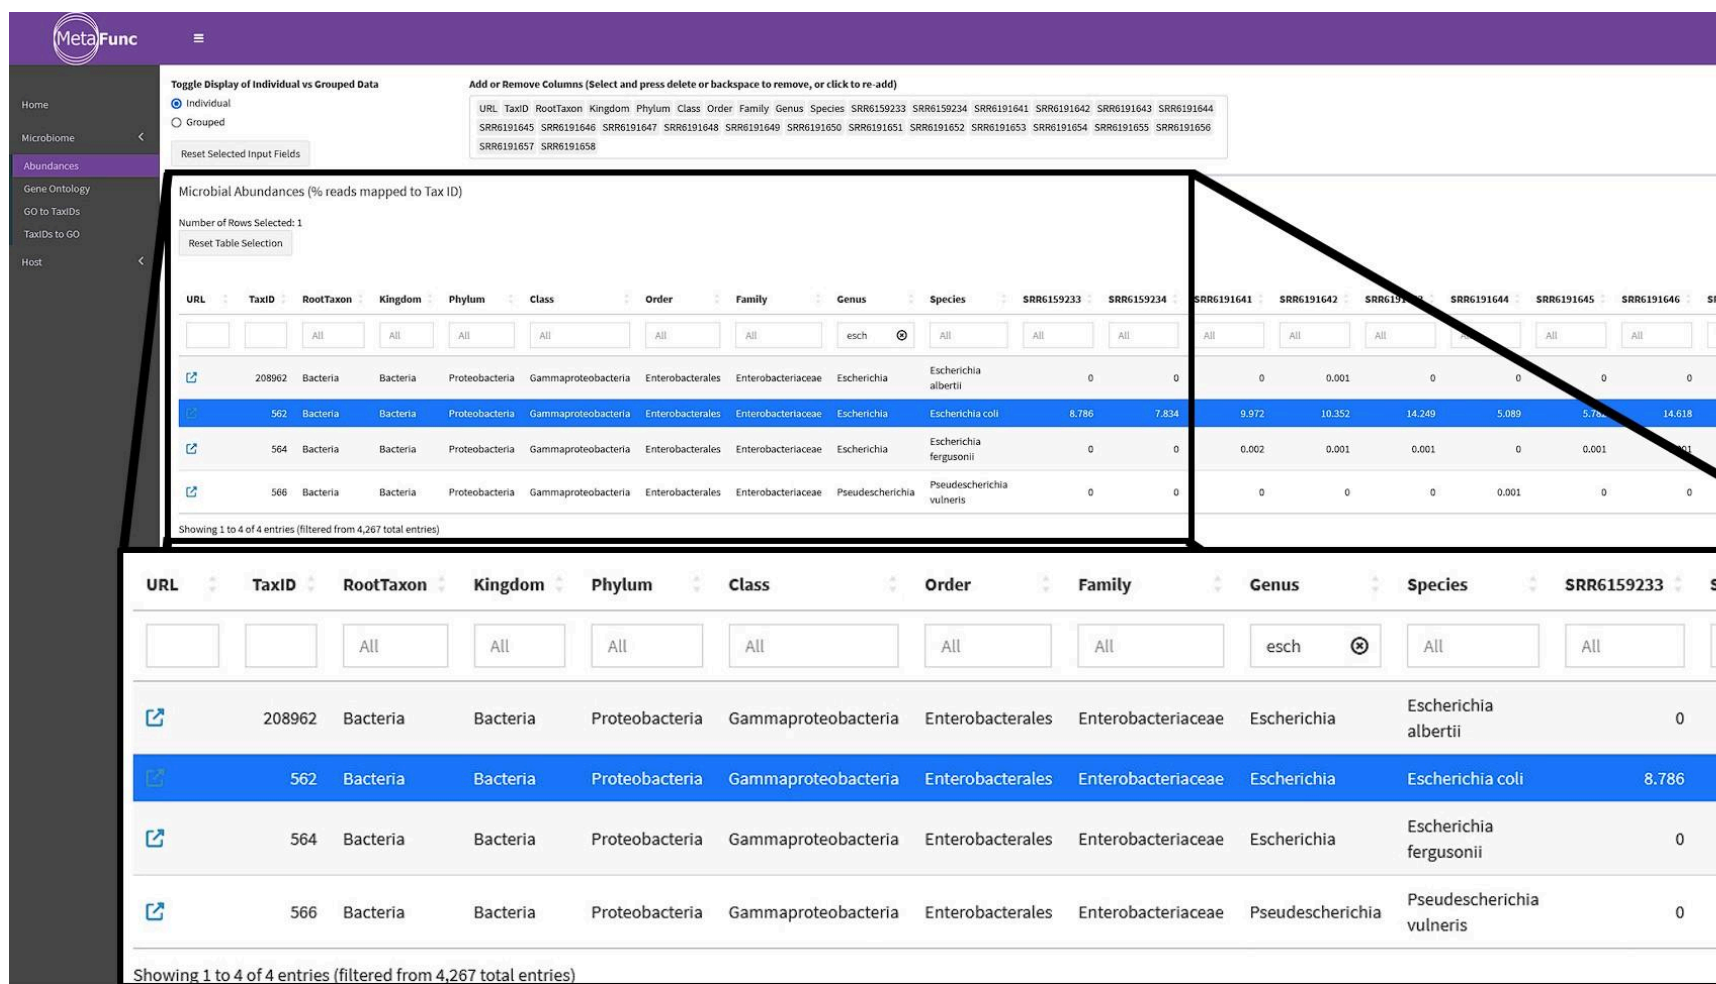 MetaFunc
Home
Microbiome
Abundances
Gene Ontology
GO to TaxIDs
TaxIDs to GO
Host
Toggle Display of Individual vs Grouped Data
Individual
Grouped
Reset Selected Input Fields
Add or Remove Columns (Select and press delete or backspace to remove, or click to re-add)
URL TaxID RootTaxon Kingdom Phylum Class Order Family Genus Species SRR6159233 SRR6159234 SRR6191641 SRR6191642 SRR6191643 SRR6191644
SRR6191645 SRR6191646 SRR6191647 SRR6191648 SRR6191649 SRR6191650 SRR6191651 SRR6191652 SRR6191653 SRR6191654 SRR6191655 SRR6191656
SRR6191657 SRR6191658
Microbial Abundances (% reads mapped to Tax ID)
Number of Rows Selected: 1
Reset Table Selection
URL TaxID RootTaxon Kingdom Phylum Class Order Family Genus Species SRR6159233 SRR6159234 SRR6191641 SRR6191642 SRR6191644 SRR6191645 SRR6191646
All All All All All All esch All All All All All All All All
208962 Bacteria Bacteria Proteobacteria Gammaproteobacteria Enterobacterales Enterobacteriaceae Escherichia Escherichia albertii 0 0 0 0.001 0 0 0 0
562 Bacteria Bacteria Proteobacteria Gammaproteobacteria Enterobacterales Enterobacteriaceae Escherichia Escherichia coli 8.786 7.834 9.972 10.352 14.249 5.089 14.618
564 Bacteria Bacteria Proteobacteria Gammaproteobacteria Enterobacterales Enterobacteriaceae Escherichia Escherichia fergusonii 0 0 0.002 0.001 0.001 0 0.001
566 Bacteria Bacteria Proteobacteria Gammaproteobacteria Enterobacterales Enterobacteriaceae Pseudescherichia Pseudescherichia vulneris 0 0 0 0 0 0.001 0 0
Showing 1 to 4 of 4 entries (filtered from 4,267 total entries)
URL TaxID RootTaxon Kingdom Phylum Class Order Family Genus Species SRR6159233
All All All All All All esch All All
208962 Bacteria Bacteria Proteobacteria Gammaproteobacteria Enterobacterales Enterobacteriaceae Escherichia Escherichia albertii 0
562 Bacteria Bacteria Proteobacteria Gammaproteobacteria Enterobacterales Enterobacteriaceae Escherichia Escherichia coli 8.786
564 Bacteria Bacteria Proteobacteria Gammaproteobacteria Enterobacterales Enterobacteriaceae Escherichia Escherichia fergusonii 0
566 Bacteria Bacteria Proteobacteria Gammaproteobacteria Enterobacterales Enterobacteriaceae Pseudescherichia Pseudescherichia vulneris 0
Showing 1 to 4 of 4 entries (filtered from 4,267 total entries)